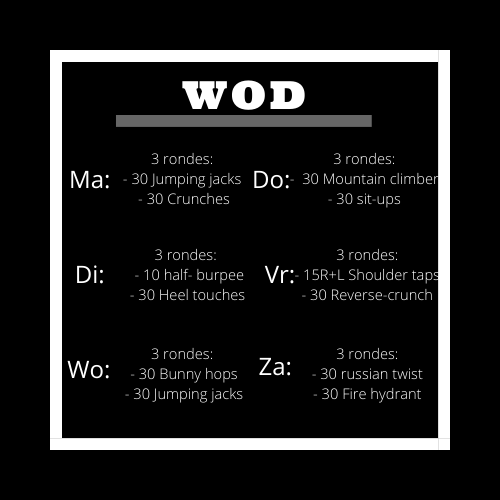 WOD
Ma:
3 rondes:
- 30 Jumping jacks
- 30 Crunches
Do:
3 rondes:
- 30 Mountain climber
- 30 sit-ups
Di:
3 rondes:
- 10 half- burpee
- 30 Heel touches
Vr:
3 rondes:
- 15R+L Shoulder taps
- 30 Reverse-crunch
Wo:
3 rondes:
- 30 Bunny hops
- 30 Jumping jacks
Za:
3 rondes:
- 30 russian twist
- 30 Fire hydrant